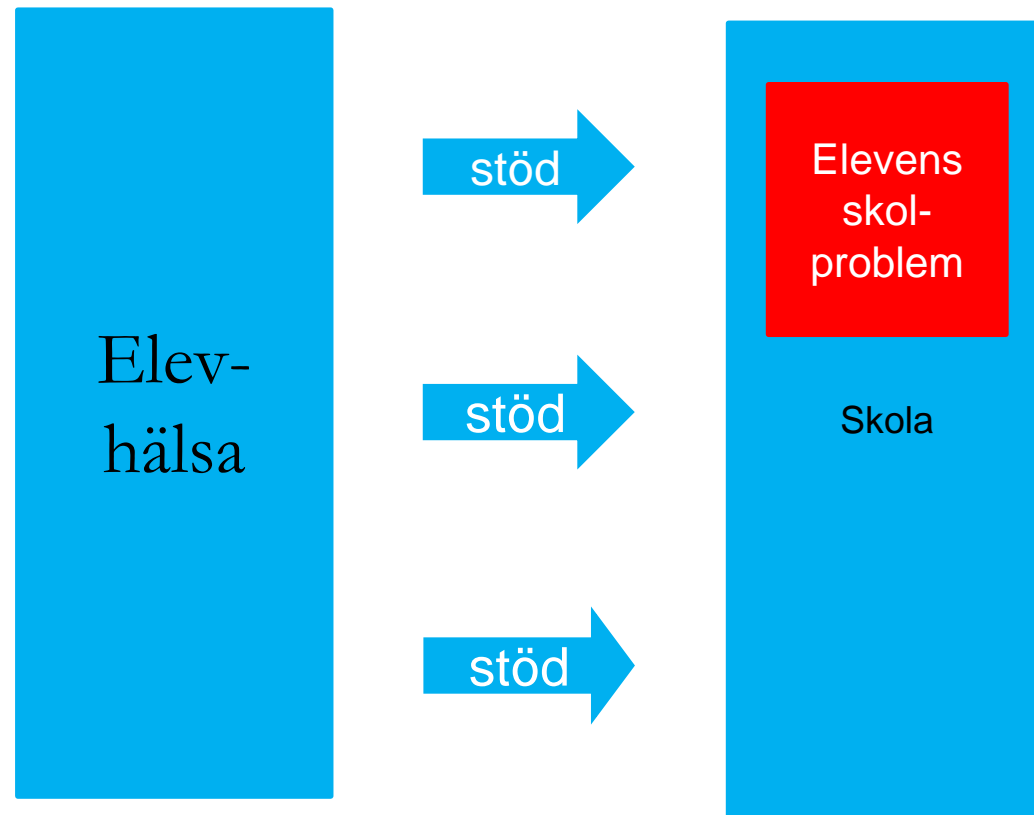 Elev-
hälsa
stöd
stöd
stöd
Elevens
skol-
problem
Skola